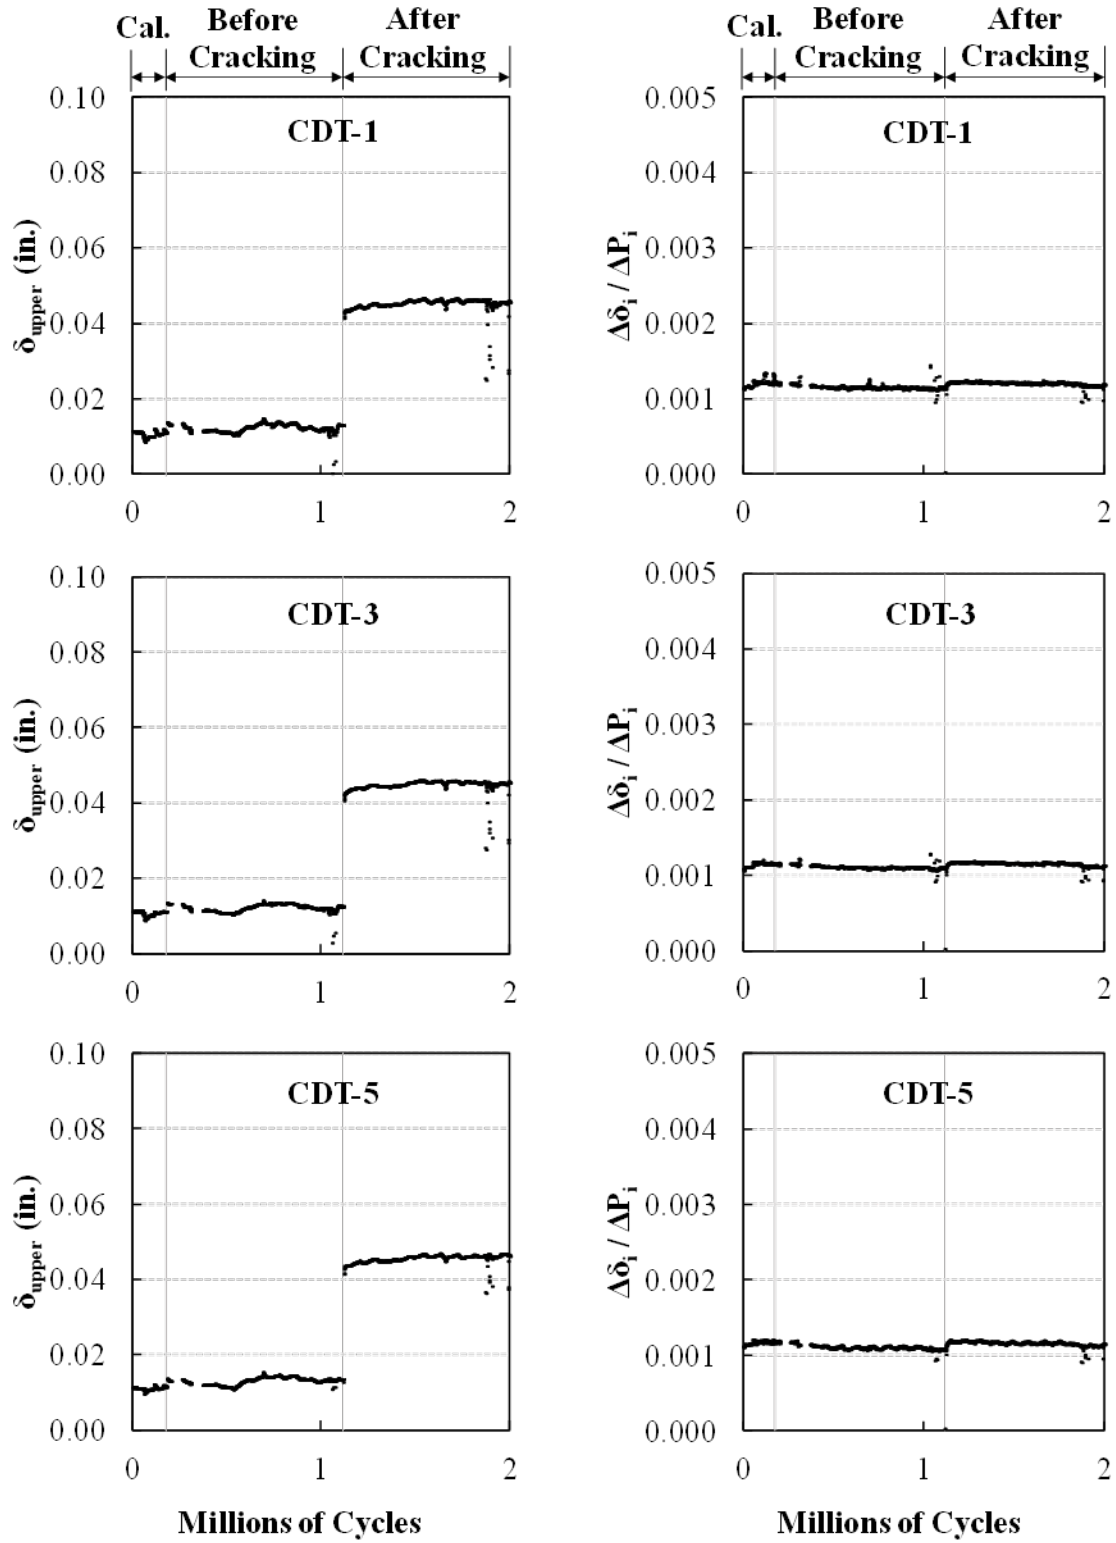 Cal. Before Cracking After Cracking
Cal. Before Cracking After Cracking
CDT-1
δupper (in.)
0.10
0.08
0.06
0.04
0.02
0.00
0 1 2
CDT-1
Δδi / ΔPi
0.005
0.004
0.003
0.002
0.001
0.000
0 1 2
CDT-3
δupper (in.)
0.10
0.08
0.06
0.04
0.02
0.00
0 1 2
CDT-3
Δδi / ΔPi
0.005
0.004
0.003
0.002
0.001
0.000
0 1 2
CDT-5
δupper (in.)
0.10
0.08
0.06
0.04
0.02
0.00
0 1 2
Millions of Cycles
CDT-5
Δδi / ΔPi
0.005
0.004
0.003
0.002
0.001
0.000
0 1 2
Millions of Cycles